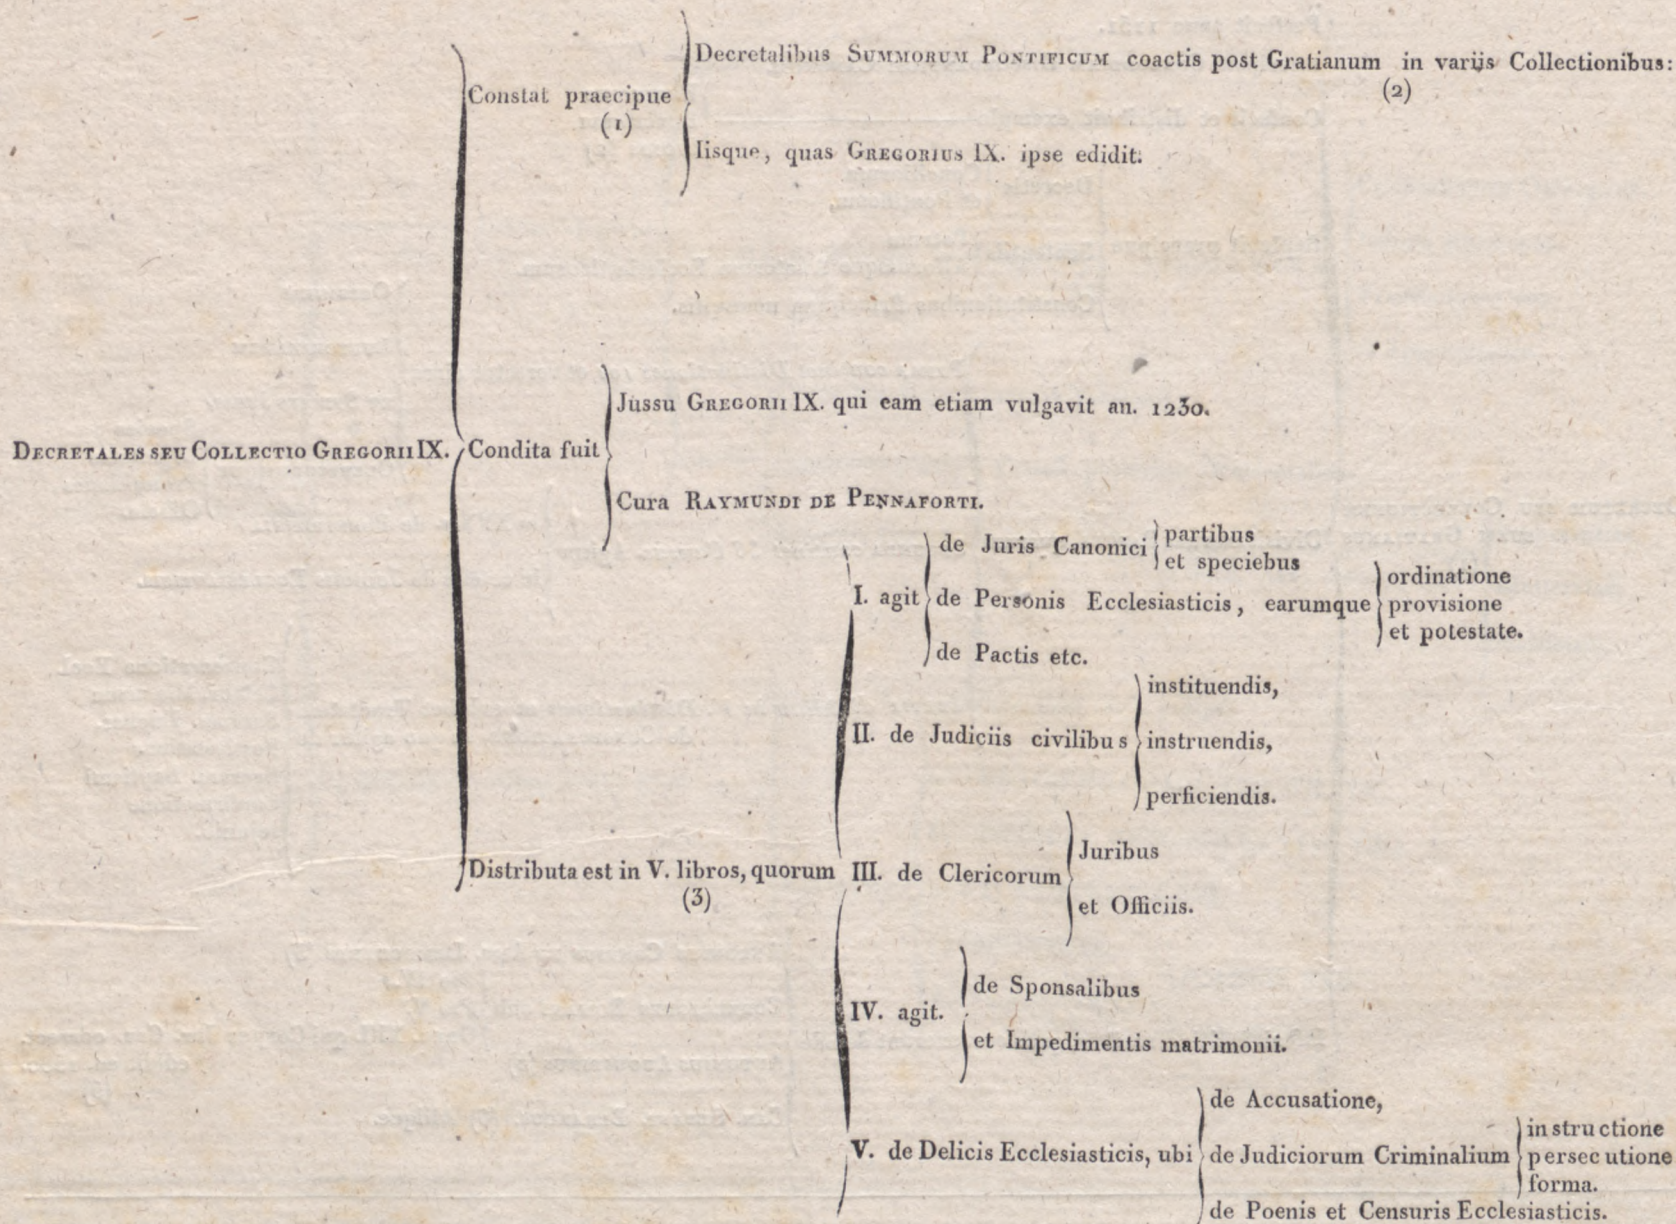 Decretalibus Summorum Pontificum coactis post Gratianum in variis Collectionibus:
(2)
Constat praecipue
(1)
Iisque, quas Gregorius IX. ipse edidit.
Jussu Gregorii IX. qui eam etiam vulgavit an. 1230.
Decretales seu Collectio Gregorii IX. Condita fuit
Cura Raymundi de Pennaforti.
de Juris Canonici partibus
et speciebus
I. agit de Personis Ecclesiasticis, earumque ordinatione
provisione
et potestate.
de Pactis etc.
instituendis,
II. de Judiciis civilibus instruendis,
perficiendis.
Distributa est in V. libros, quorum
(3)
III. de Clericorum
Juribus
et Officiis.
IV. agit.
de Sponsalibus
et Impedimentis matrimonii.
V. de Delicis Ecclesiasticis, ubi
de Accusatione,
de Judiciorum Criminalium
instructione
persecutione
forma.
de Poenis et Censuris Ecclesiasticis.